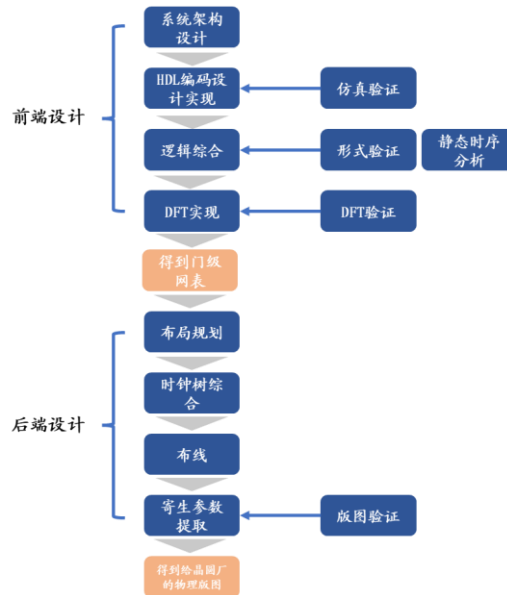 系统架构
设计
HDL编码设
计实现
仿真验证
前端设计
逻辑综合
形式验证
静态时序
分析
DFT实现
DFT验证
得到门级
网表
布局规划
时钟树综
合
后端设计
布线
寄生参数
提取
版图验证
得到给晶圆厂
的物理版图